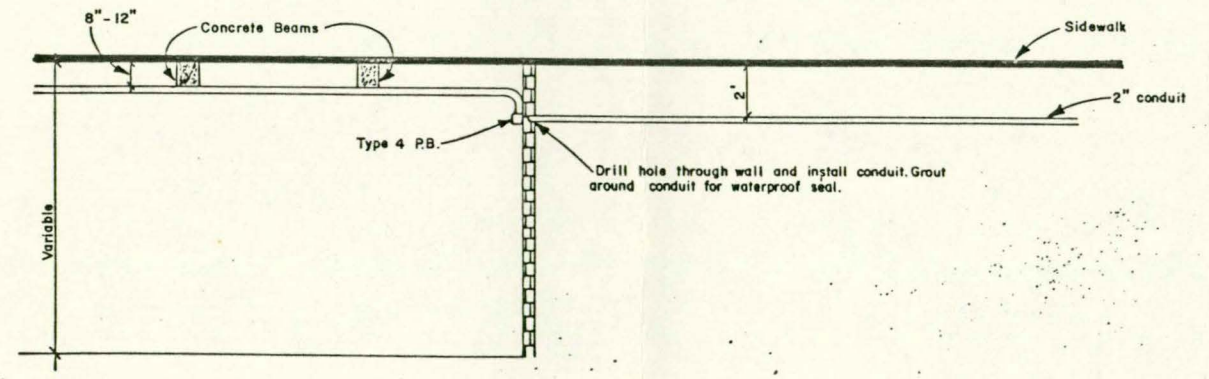 8"-12"
Concrete Beams
Sidewalk
2'
2" conduit
Type 4 P.B.
Drill hole through wall and install conduit. Grout
around conduit for waterproof seal.
Variable